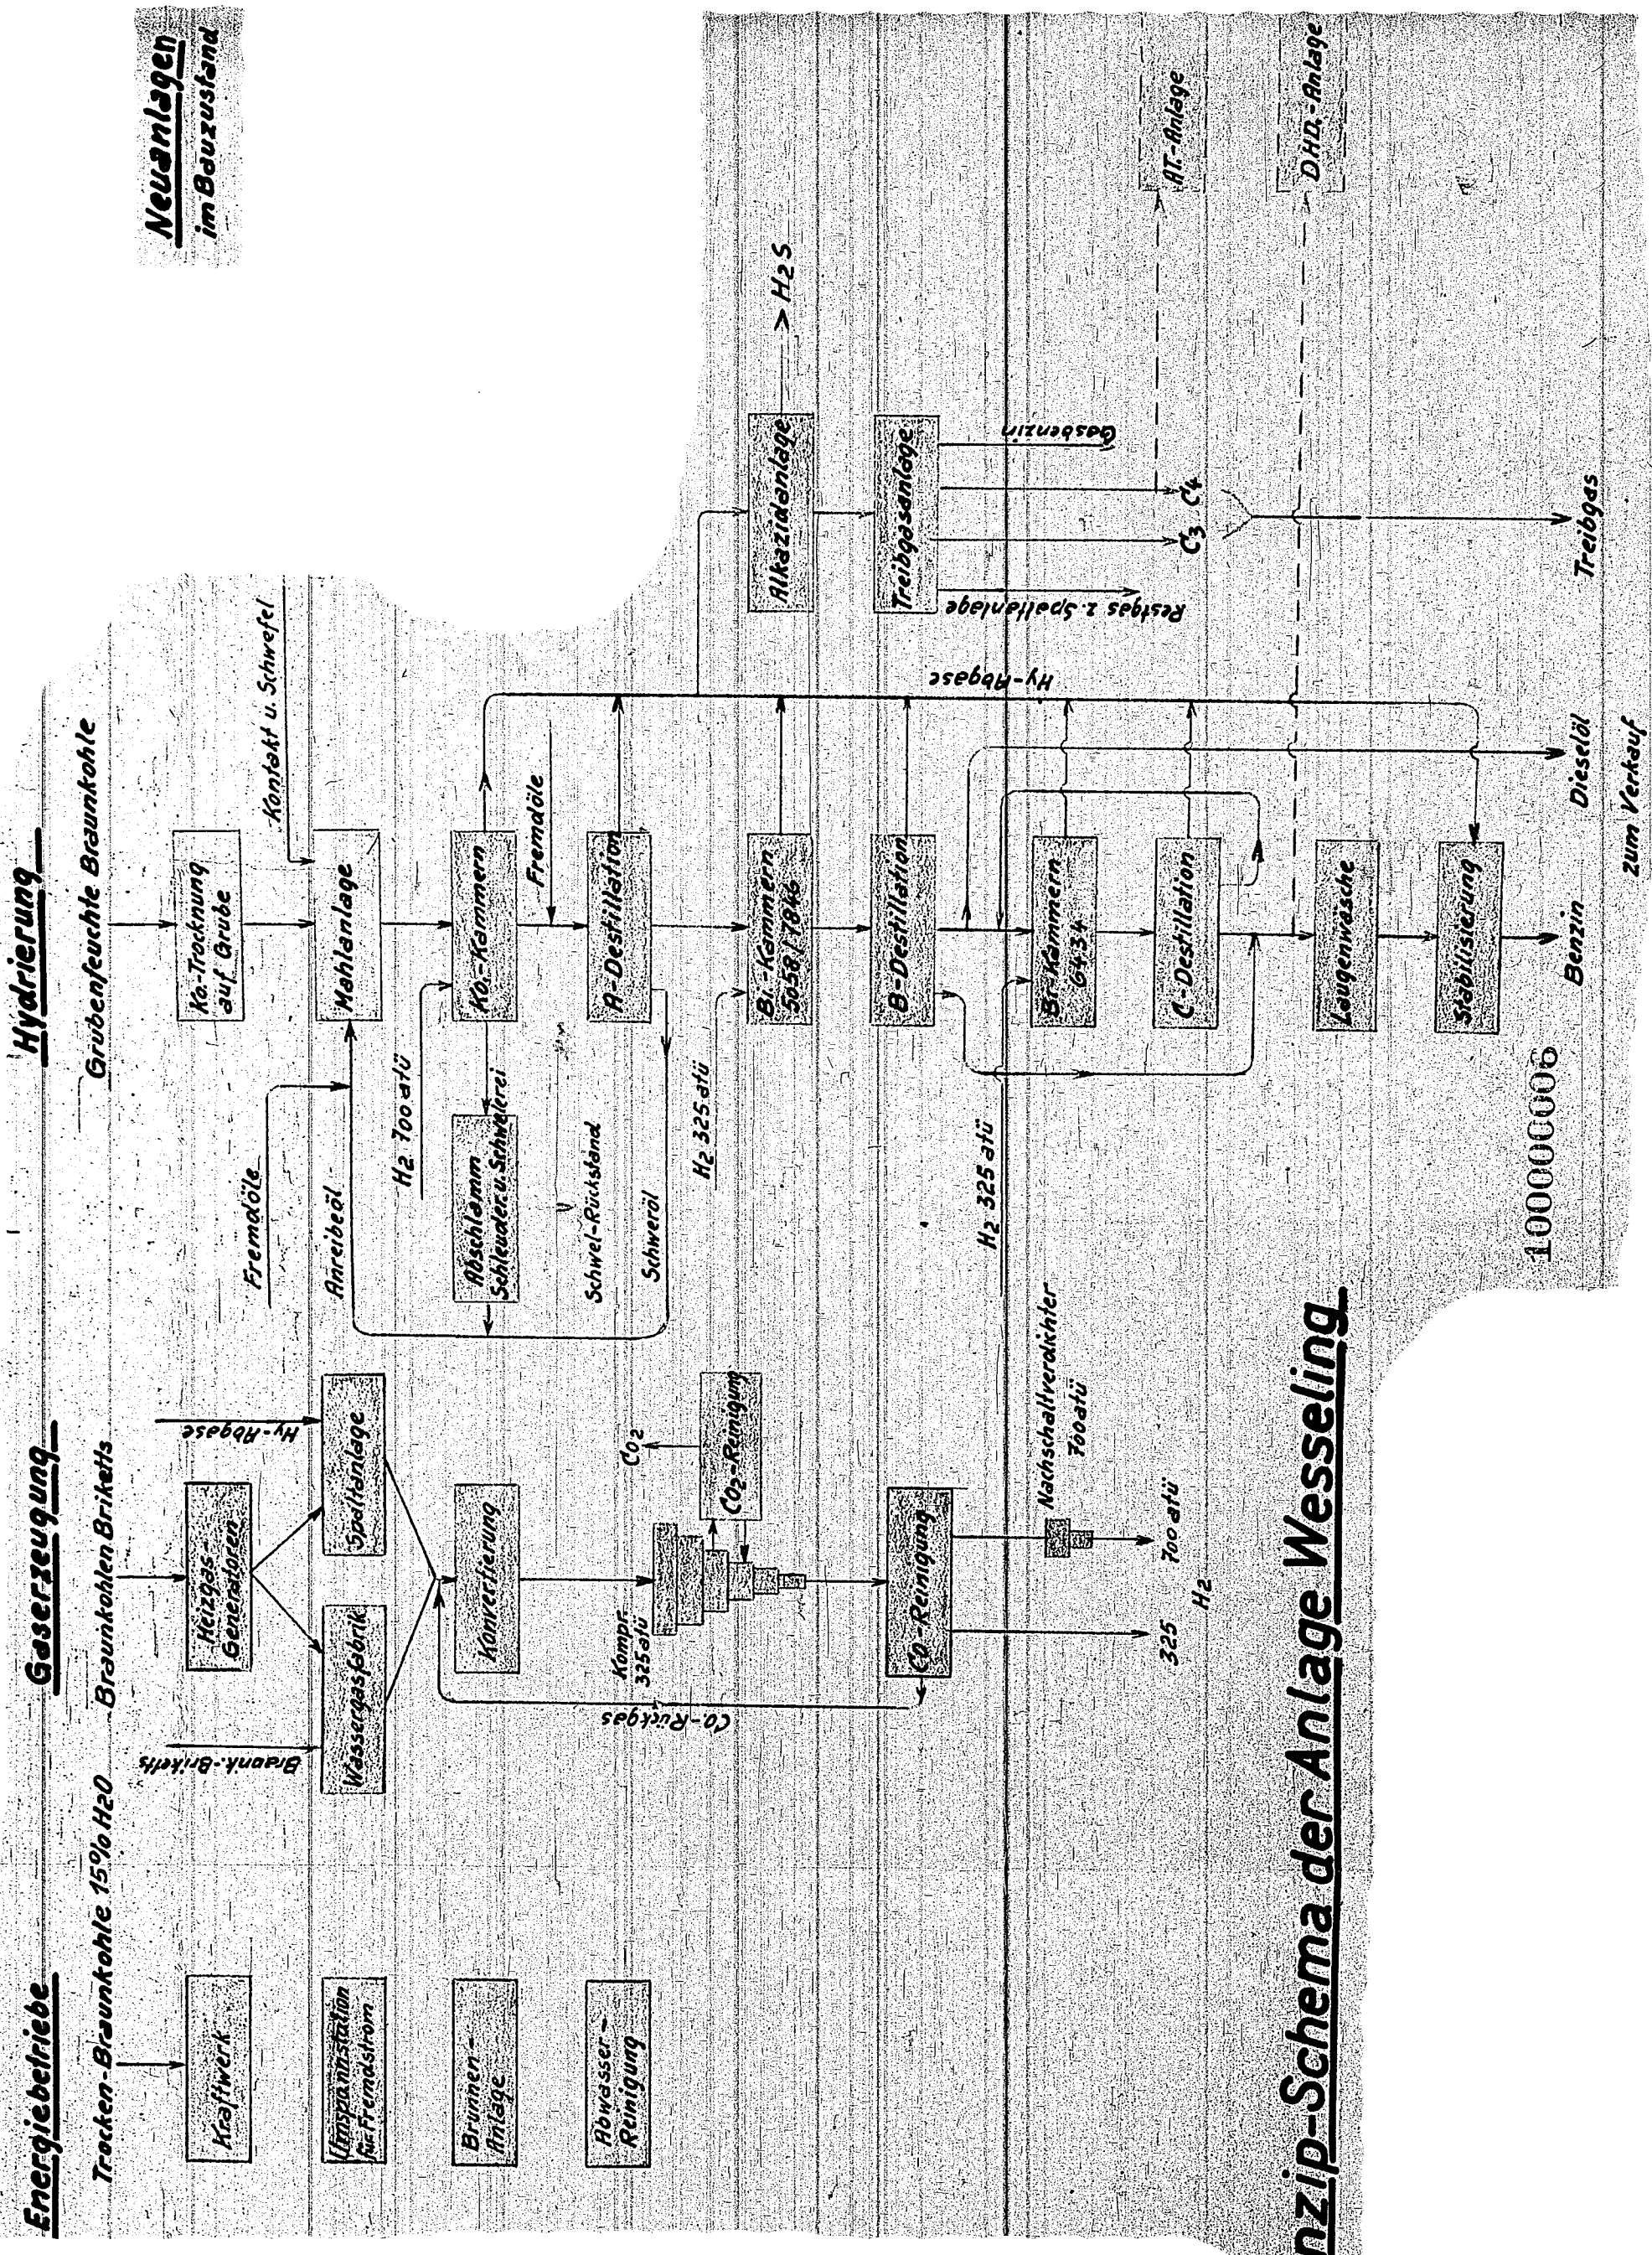 Energiebetriebe
Trocken-Braunkohle 15% H2O
Kraftwerk
Umspannstation
für Fremdstrom
Brunnen-
Anlage
Abwasser-
Reinigung
Gaserzeugung
Braunkohlen Briketts
Heizgas-
Generatoren
Braunk.-Briketts
Hy-Abgase
Wassergasfabrik
Spaltanlage
Konvertierung
Kompr.
325 atü
CO2
CO2-Reinigung
CO-Rückgas
CO-Reinigung
Nachschaltverdichter
700 atü
325
700 atü
H2
Hydrierung
Grubenfeuchte Braunkohle
Ko.-Trocknung
auf Grube
Kontakt u. Schwefel
Fremdöle
Anreibeöl
Mahlanlage
H2 700 atü
Ko.-Kammern
Abschlamm
Schleuder.u.Schwelerei
Fremdöle
Schwel-Rückstand
A-Destillation
Schweröl
H2 325 atü
Bi.-Kammern
5058/7846
B-Destillation
H2 325 atü
Bi-Kammern
6434
C-Destillation
Laugenwäsche
Stabilisierung
Benzin
Dieselöl
Treibgas
zum Verkauf
Hy-Abgase
Alkazidanlage
> H2S
Treibgasanlage
Restgas z. Spaltanlage
C3
C4
Gasbenzin
Neuanlagen
im Bauzustand
AT.-Anlage
DHD.-Anlage
10000006
nzip-Schema der Anlage Wesseling